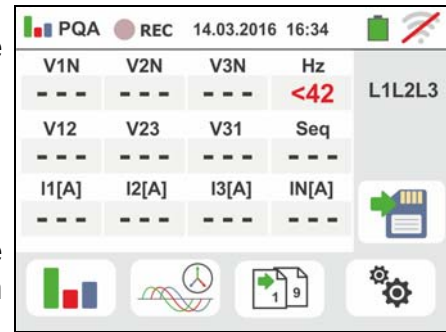 PQA REC 14.03.2016 16:34
V1N V2N V3N Hz
--- --- --- <42 L1L2L3
V12 V23 V31 Seq
--- --- --- ---
I1[A] I2[A] I3[A] IN[A]
--- --- --- ---
1 9